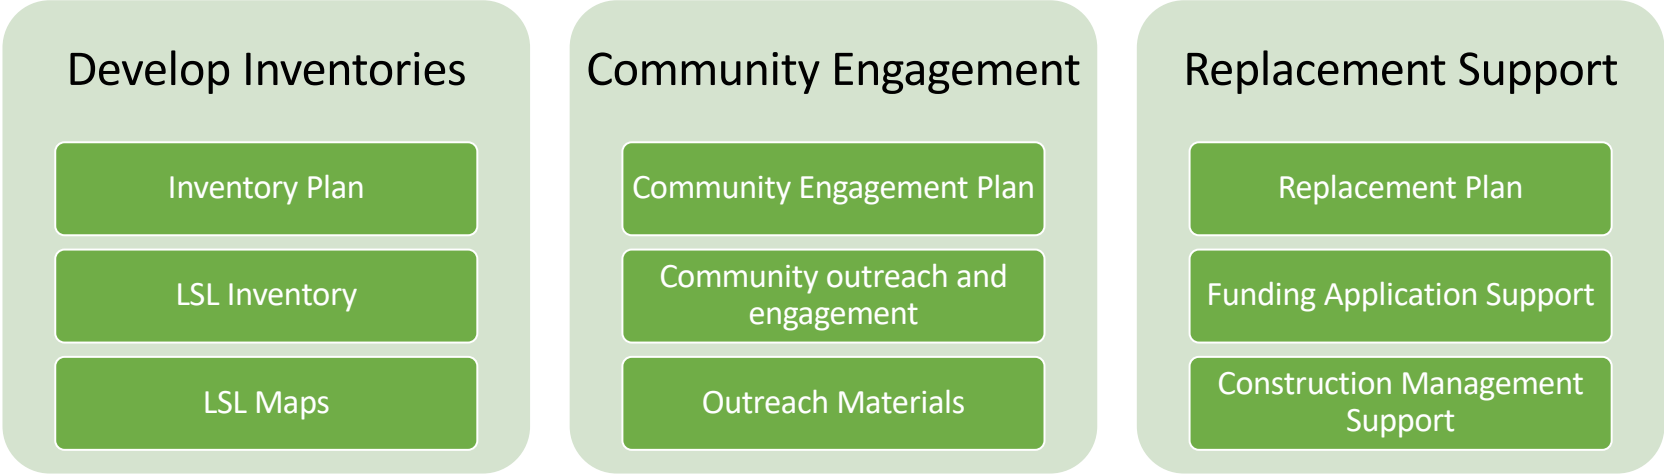 Develop Inventories
Inventory Plan
LSL Inventory
LSL Maps
Community Engagement
Community Engagement Plan
Community outreach and
engagement
Outreach Materials
Replacement Support
Replacement Plan
Funding Application Support
Construction Management
Support